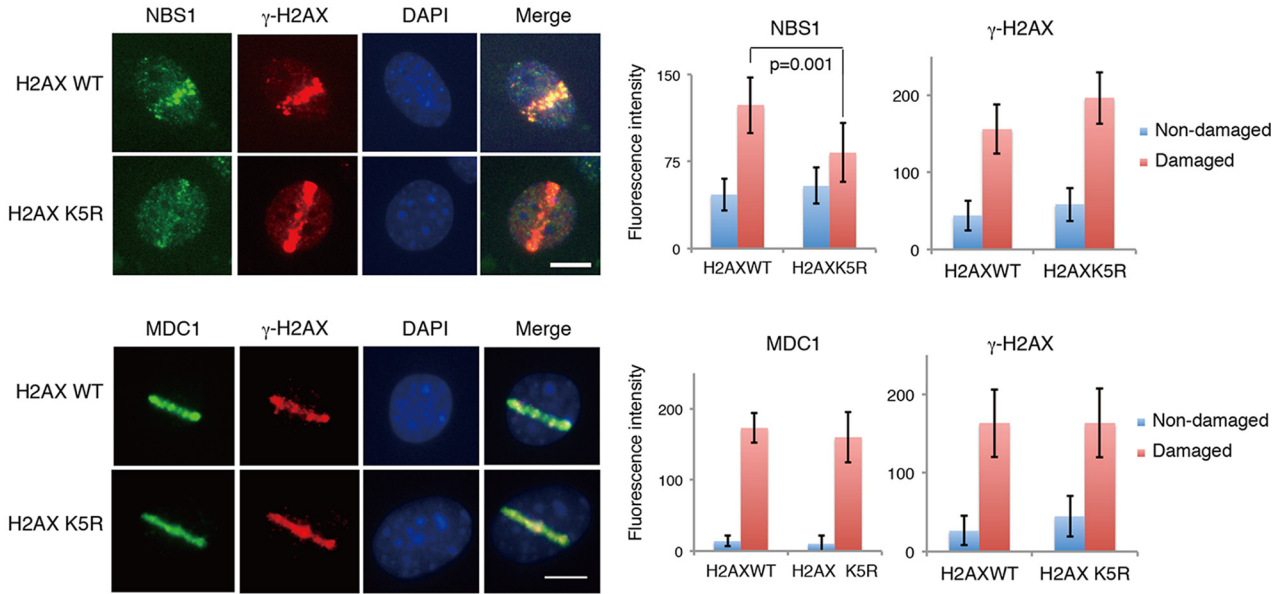 NBS1 γ-H2AX DAPI Merge
H2AX WT
H2AX K5R
NBS1
p=0.001
Fluorescence intensity
150
75
0
H2AXWT H2AXK5R
γ-H2AX
200
100
0
H2AXWT H2AXK5R
Non-damaged
Damaged
MDC1 γ-H2AX DAPI Merge
H2AX WT
H2AX K5R
MDC1
Fluorescence intensity
200
100
0
H2AXWT H2AX K5R
γ-H2AX
200
100
0
H2AXWT H2AX K5R
Non-damaged
Damaged